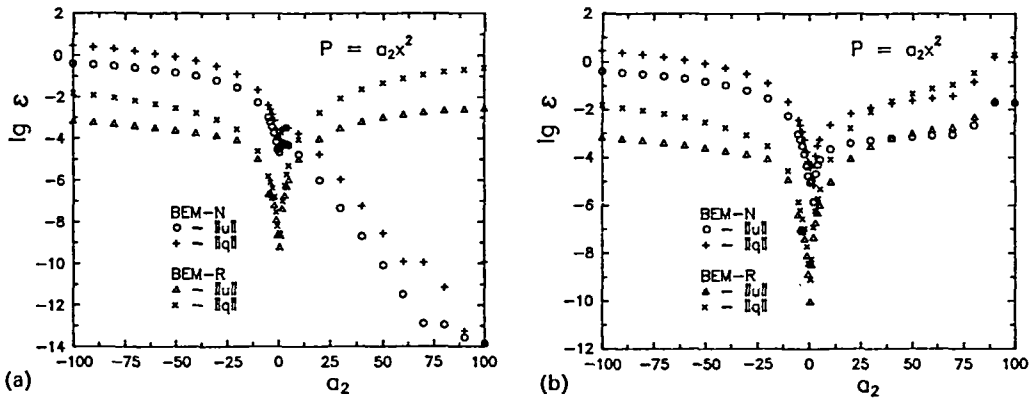 2
0
−2
−4
−6
−8
−10
−12
−14
lg ε
P = a₂x²
BEM−N
○ − ‖u‖
+ − ‖q‖
BEM−R
△ − ‖u‖
× − ‖q‖
−100 −75 −50 −25 0 25 50 75 100
a₂
(a)
2
0
−2
−4
−6
−8
−10
−12
lg ε
P = a₂x²
BEM−N
○ − ‖u‖
+ − ‖q‖
BEM−R
△ − ‖u‖
× − ‖q‖
−100 −75 −50 −25 0 25 50 75 100
a₂
(b)